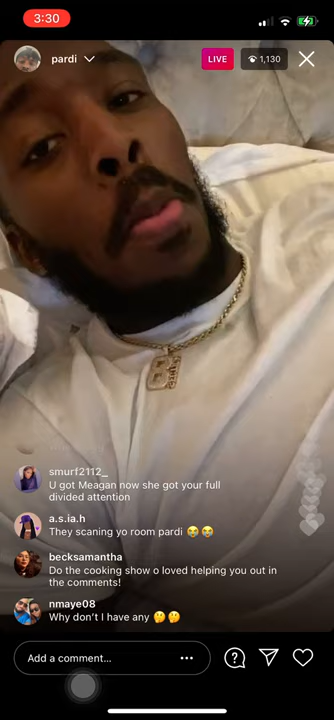 3:30
pardi
LIVE
1,130
smurf2112_
U got Meagan now she got your full
divided attention
a.s.ia.h
They scaning yo room pardi 😭😭
becksamantha
Do the cooking show o loved helping you out in
the comments!
nmaye08
Why don't I have any 🤔🤔
Add a comment...